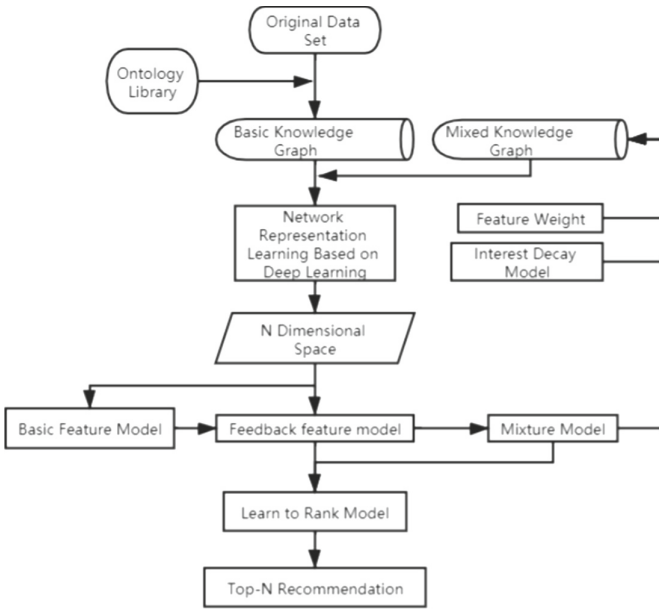 Original Data
Set
Ontology
Library
Basic Knowledge
Graph
Mixed Knowledge
Graph
Network
Representation
Learning Based on
Deep Learning
Feature Weight
Interest Decay
Model
N Dimensional
Space
Basic Feature Model
Feedback feature model
Mixture Model
Learn to Rank Model
Top-N Recommendation